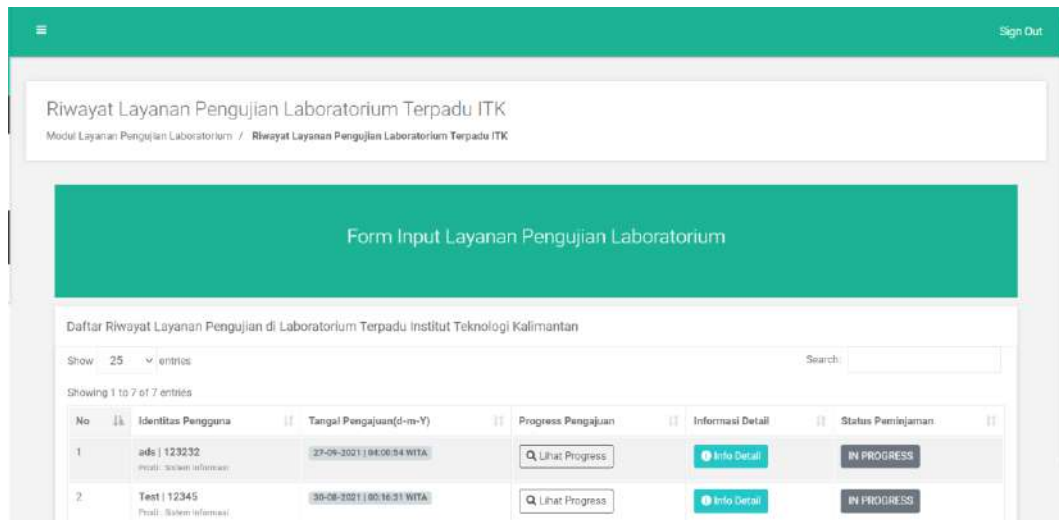 Sign Out
Riwayat Layanan Pengujian Laboratorium Terpadu ITK
Modul Layanan Pengujian Laboratorium / Riwayat Layanan Pengujian Laboratorium Terpadu ITK
Form Input Layanan Pengujian Laboratorium
Daftar Riwayat Layanan Pengujian di Laboratorium Terpadu Institut Teknologi Kalimantan
Show 25 entries Search:
Showing 1 to 7 of 7 entries
No Identitas Pengguna Tangal Pengajuan(d-m-Y) Progress Pengajuan Informasi Detail Status Peminjaman
1 ads | 123232 27-09-2021 | 04:00:54 WITA Lihat Progress Info Detail IN PROGRESS
Prodi : Sistem Informasi
2 Test | 12345 30-08-2021 | 00:16:31 WITA Lihat Progress Info Detail IN PROGRESS
Prodi : Sistem Informasi